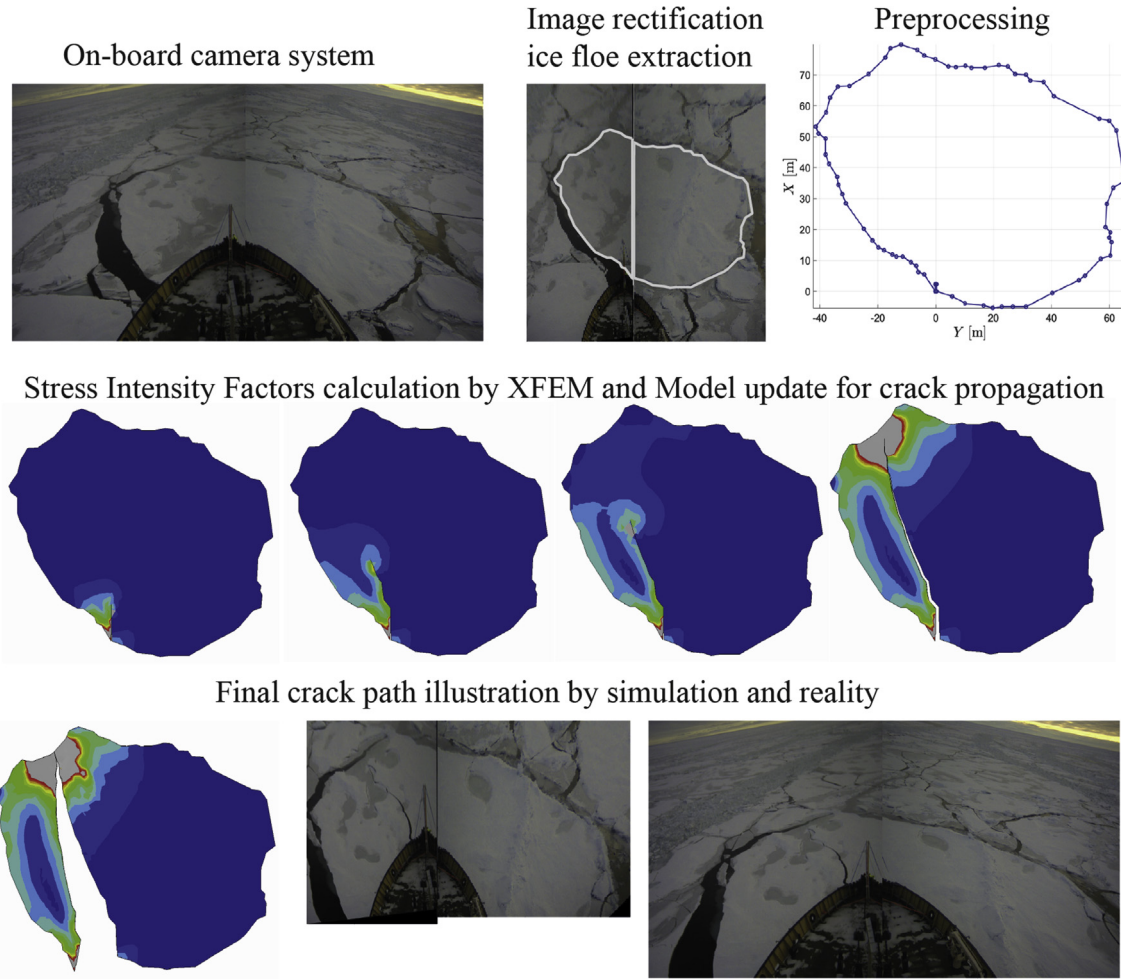 On-board camera system
Image rectification
ice floe extraction
Preprocessing
70
60
50
40
30
20
10
0
X [m]
-40
-20
0
20
40
60
Y [m]
Stress Intensity Factors calculation by XFEM and Model update for crack propagation
Final crack path illustration by simulation and reality